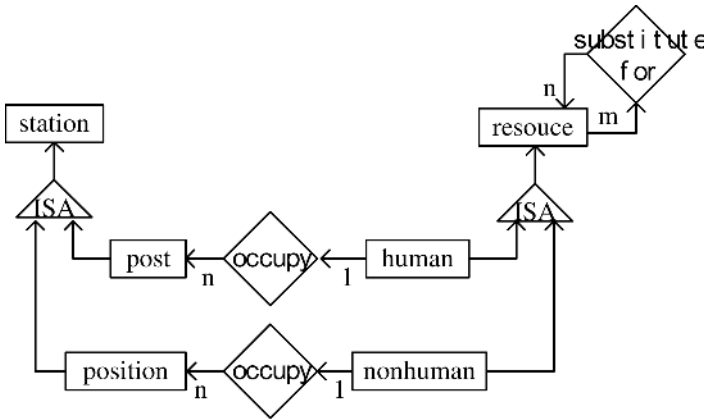 substitute
for
n
m
station
resouce
ISA
ISA
post
n
occupy
1
human
position
n
occupy
1
nonhuman